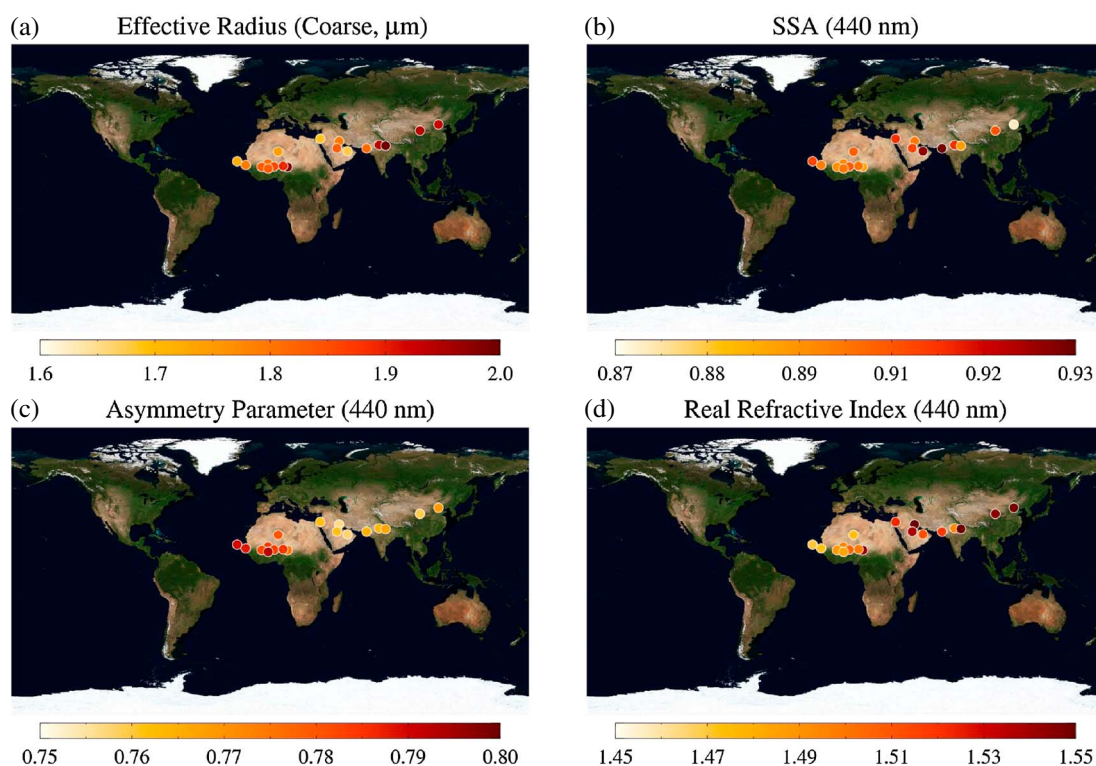 (a) Effective Radius (Coarse, μm)
(b) SSA (440 nm)
1.6 1.7 1.8 1.9 2.0
0.87 0.88 0.89 0.91 0.92 0.93
(c) Asymmetry Parameter (440 nm)
(d) Real Refractive Index (440 nm)
0.75 0.76 0.77 0.78 0.79 0.80
1.45 1.47 1.49 1.51 1.53 1.55